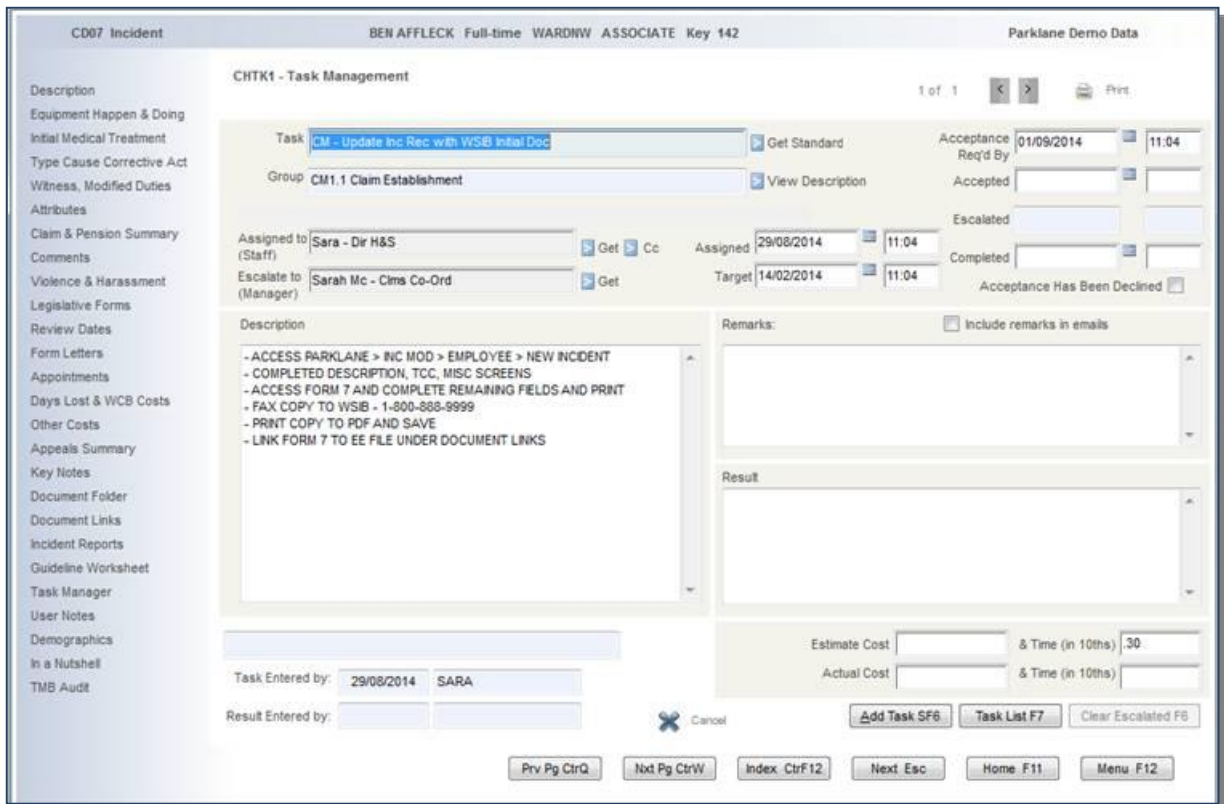 CD07 Incident BEN AFFLECK Full-time WARDNW ASSOCIATE Key 142 Parklane Demo Data
CHTK1 - Task Management
1 of 1 < > Print
Description
Equipment Happen & Doing
Initial Medical Treatment
Type Cause Corrective Act
Witness, Modified Duties
Attributes
Claim & Pension Summary
Comments
Violence & Harassment
Legislative Forms
Review Dates
Form Letters
Appointments
Days Lost & WCB Costs
Other Costs
Appeals Summary
Key Notes
Document Folder
Document Links
Incident Reports
Guideline Worksheet
Task Manager
User Notes
Demographics
In a Nutshell
TMB Audit
Task CM - Update Inc Rec with WSIB Initial Doc Get Standard
Group CM1.1 Claim Establishment View Description
Acceptance Req'd By 01/09/2014 11:04
Accepted
Escalated
Completed
Acceptance Has Been Declined
Assigned to (Staff) Sara - Dir H&S Get Cc Assigned 29/08/2014 11:04
Escalate to (Manager) Sarah Mc - Clms Co-Ord Get Target 14/02/2014 11:04
Description
- ACCESS PARKLANE > INC MOD > EMPLOYEE > NEW INCIDENT
- COMPLETED DESCRIPTION, TCC, MISC SCREENS
- ACCESS FORM 7 AND COMPLETE REMAINING FIELDS AND PRINT
- FAX COPY TO WSIB - 1-800-888-9999
- PRINT COPY TO PDF AND SAVE
- LINK FORM 7 TO EE FILE UNDER DOCUMENT LINKS
Remarks: Include remarks in emails
Result
Estimate Cost & Time (in 10ths) .30
Actual Cost & Time (in 10ths)
Task Entered by: 29/08/2014 SARA
Result Entered by:
Cancel Add Task SF6 Task List F7 Clear Escalated F6
Prv Pg CtrQ Nxt Pg CtrW Index CtrF12 Next Esc Home F11 Menu F12